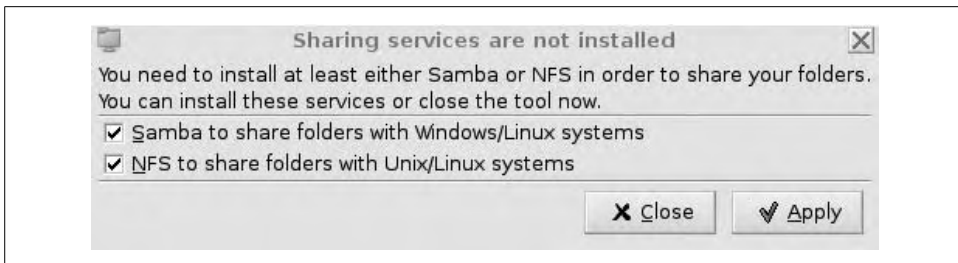 Sharing services are not installed
You need to install at least either Samba or NFS in order to share your folders.
You can install these services or close the tool now.
Samba to share folders with Windows/Linux systems
NFS to share folders with Unix/Linux systems
Close
Apply